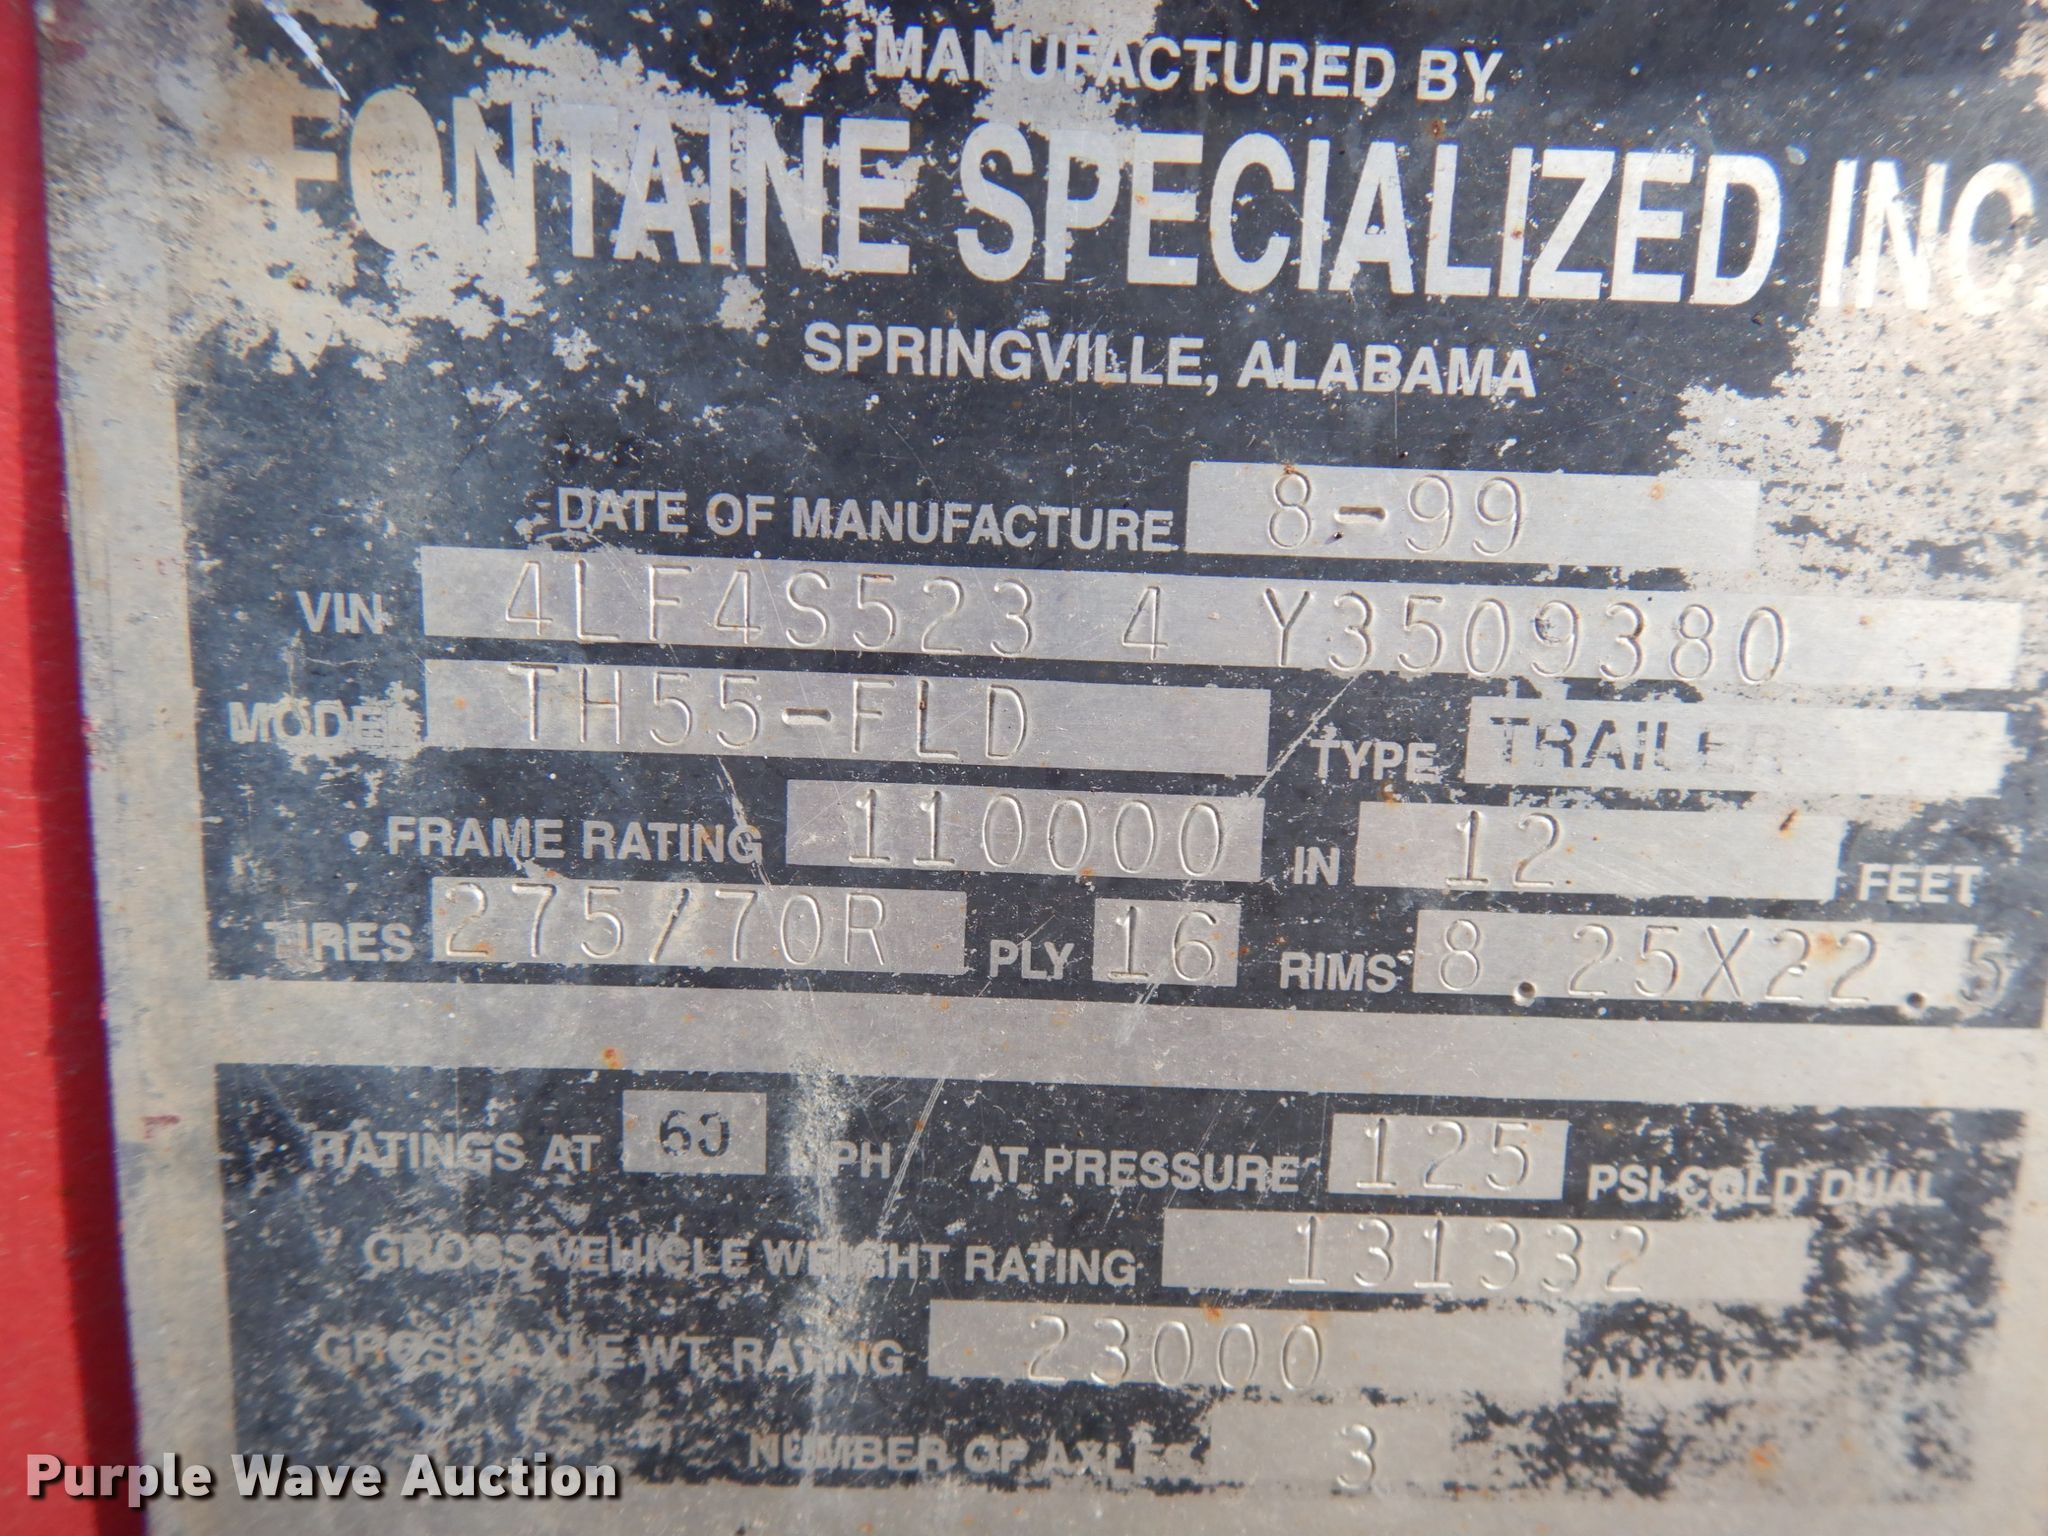 MANUFACTURED BY
FONTAINE SPECIALIZED INC.
SPRINGVILLE, ALABAMA
DATE OF MANUFACTURE 8-99
VIN 4LF4S523 4 Y3509380
MODEL TH55-FLD TYPE TRAILER
FRAME RATING 110000 IN 12 FEET
TIRES 275/70R PLY 16 RIMS 8.25X22.5
RATINGS AT 60 MPH AT PRESSURE 125 PSI-COLD DUAL
GROSS VEHICLE WEIGHT RATING 131332
GROSS AXLE WT. RATING 23000
NUMBER OF AXLES 3
Purple Wave Auction